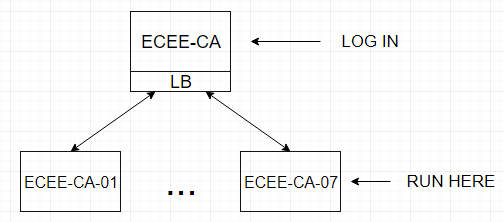 ECEE-CA
LOG IN
LB
ECEE-CA-01
...
ECEE-CA-07
RUN HERE